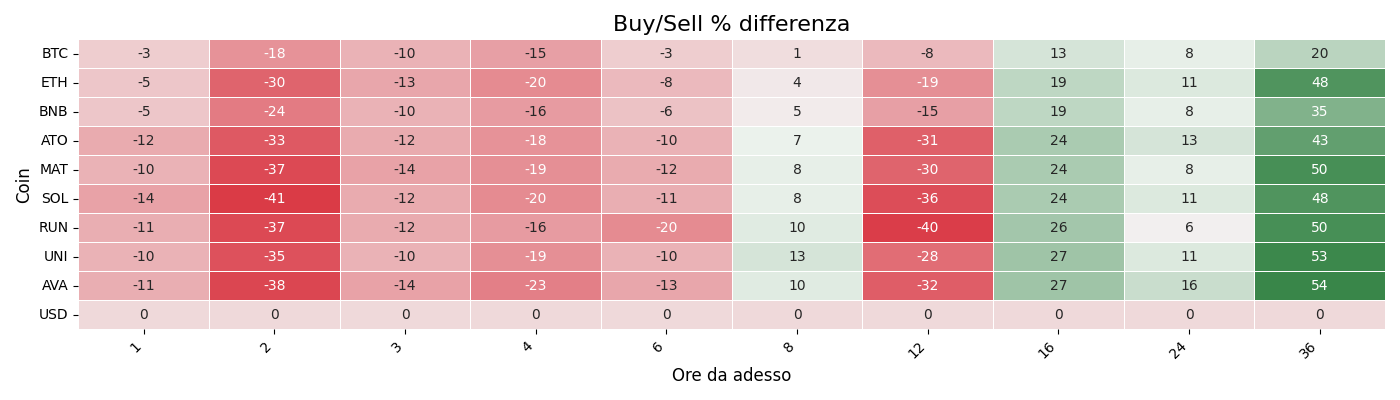 Buy/Sell % differenza
Coin
BTC -3 -18 -10 -15 -3 1 -8 13 8 20
ETH -5 -30 -13 -20 -8 4 -19 19 11 48
BNB -5 -24 -10 -16 -6 5 -15 19 8 35
ATO -12 -33 -12 -18 -10 7 -31 24 13 43
MAT -10 -37 -14 -19 -12 8 -30 24 8 50
SOL -14 -41 -12 -20 -11 8 -36 24 11 48
RUN -11 -37 -12 -16 -20 10 -40 26 6 50
UNI -10 -35 -10 -19 -10 13 -28 27 11 53
AVA -11 -38 -14 -23 -13 10 -32 27 16 54
USD 0 0 0 0 0 0 0 0 0 0
1 2 3 4 6 8 12 16 24 36
Ore da adesso